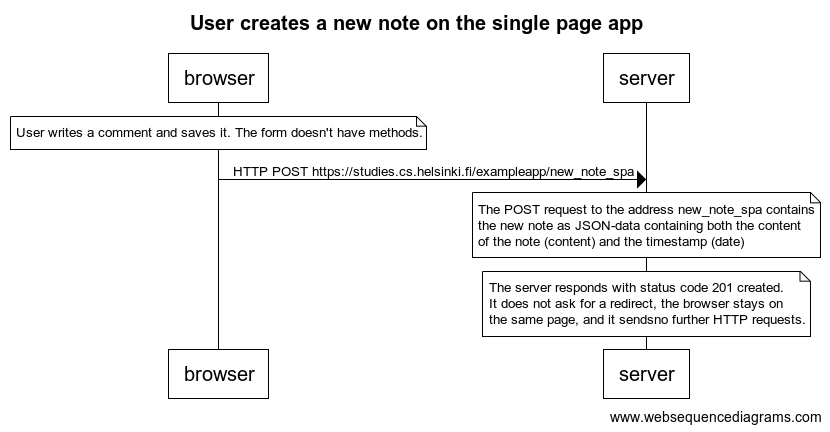 User creates a new note on the single page app
browser
server
User writes a comment and saves it. The form doesn't have methods.
HTTP POST https://studies.cs.helsinki.fi/exampleapp/new_note_spa
The POST request to the address new_note_spa contains
the new note as JSON-data containing both the content
of the note (content) and the timestamp (date)
The server responds with status code 201 created.
It does not ask for a redirect, the browser stays on
the same page, and it sendsno further HTTP requests.
browser
server
www.websequencediagrams.com